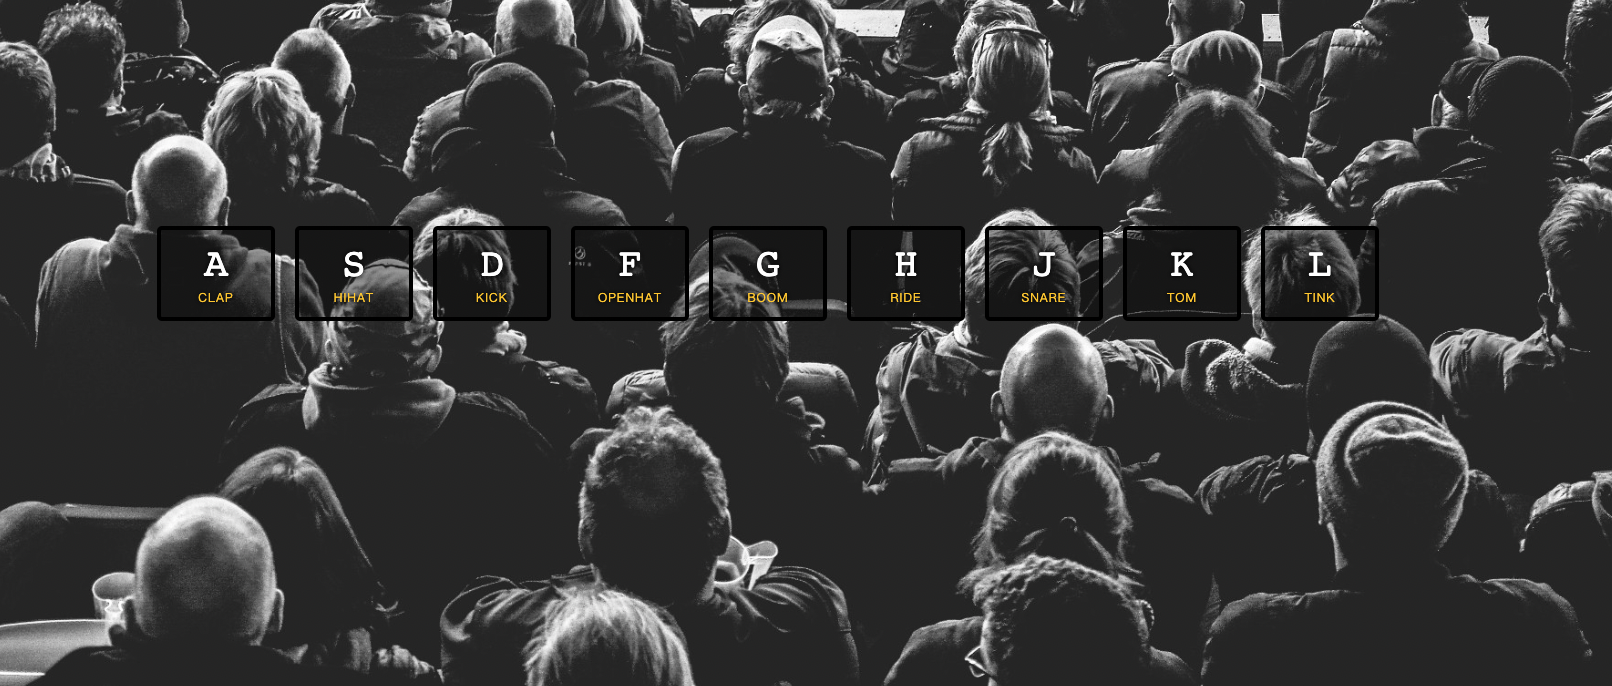 A S D F G H J K L
CLAP HIHAT KICK OPENHAT BOOM RIDE SNARE TOM TINK